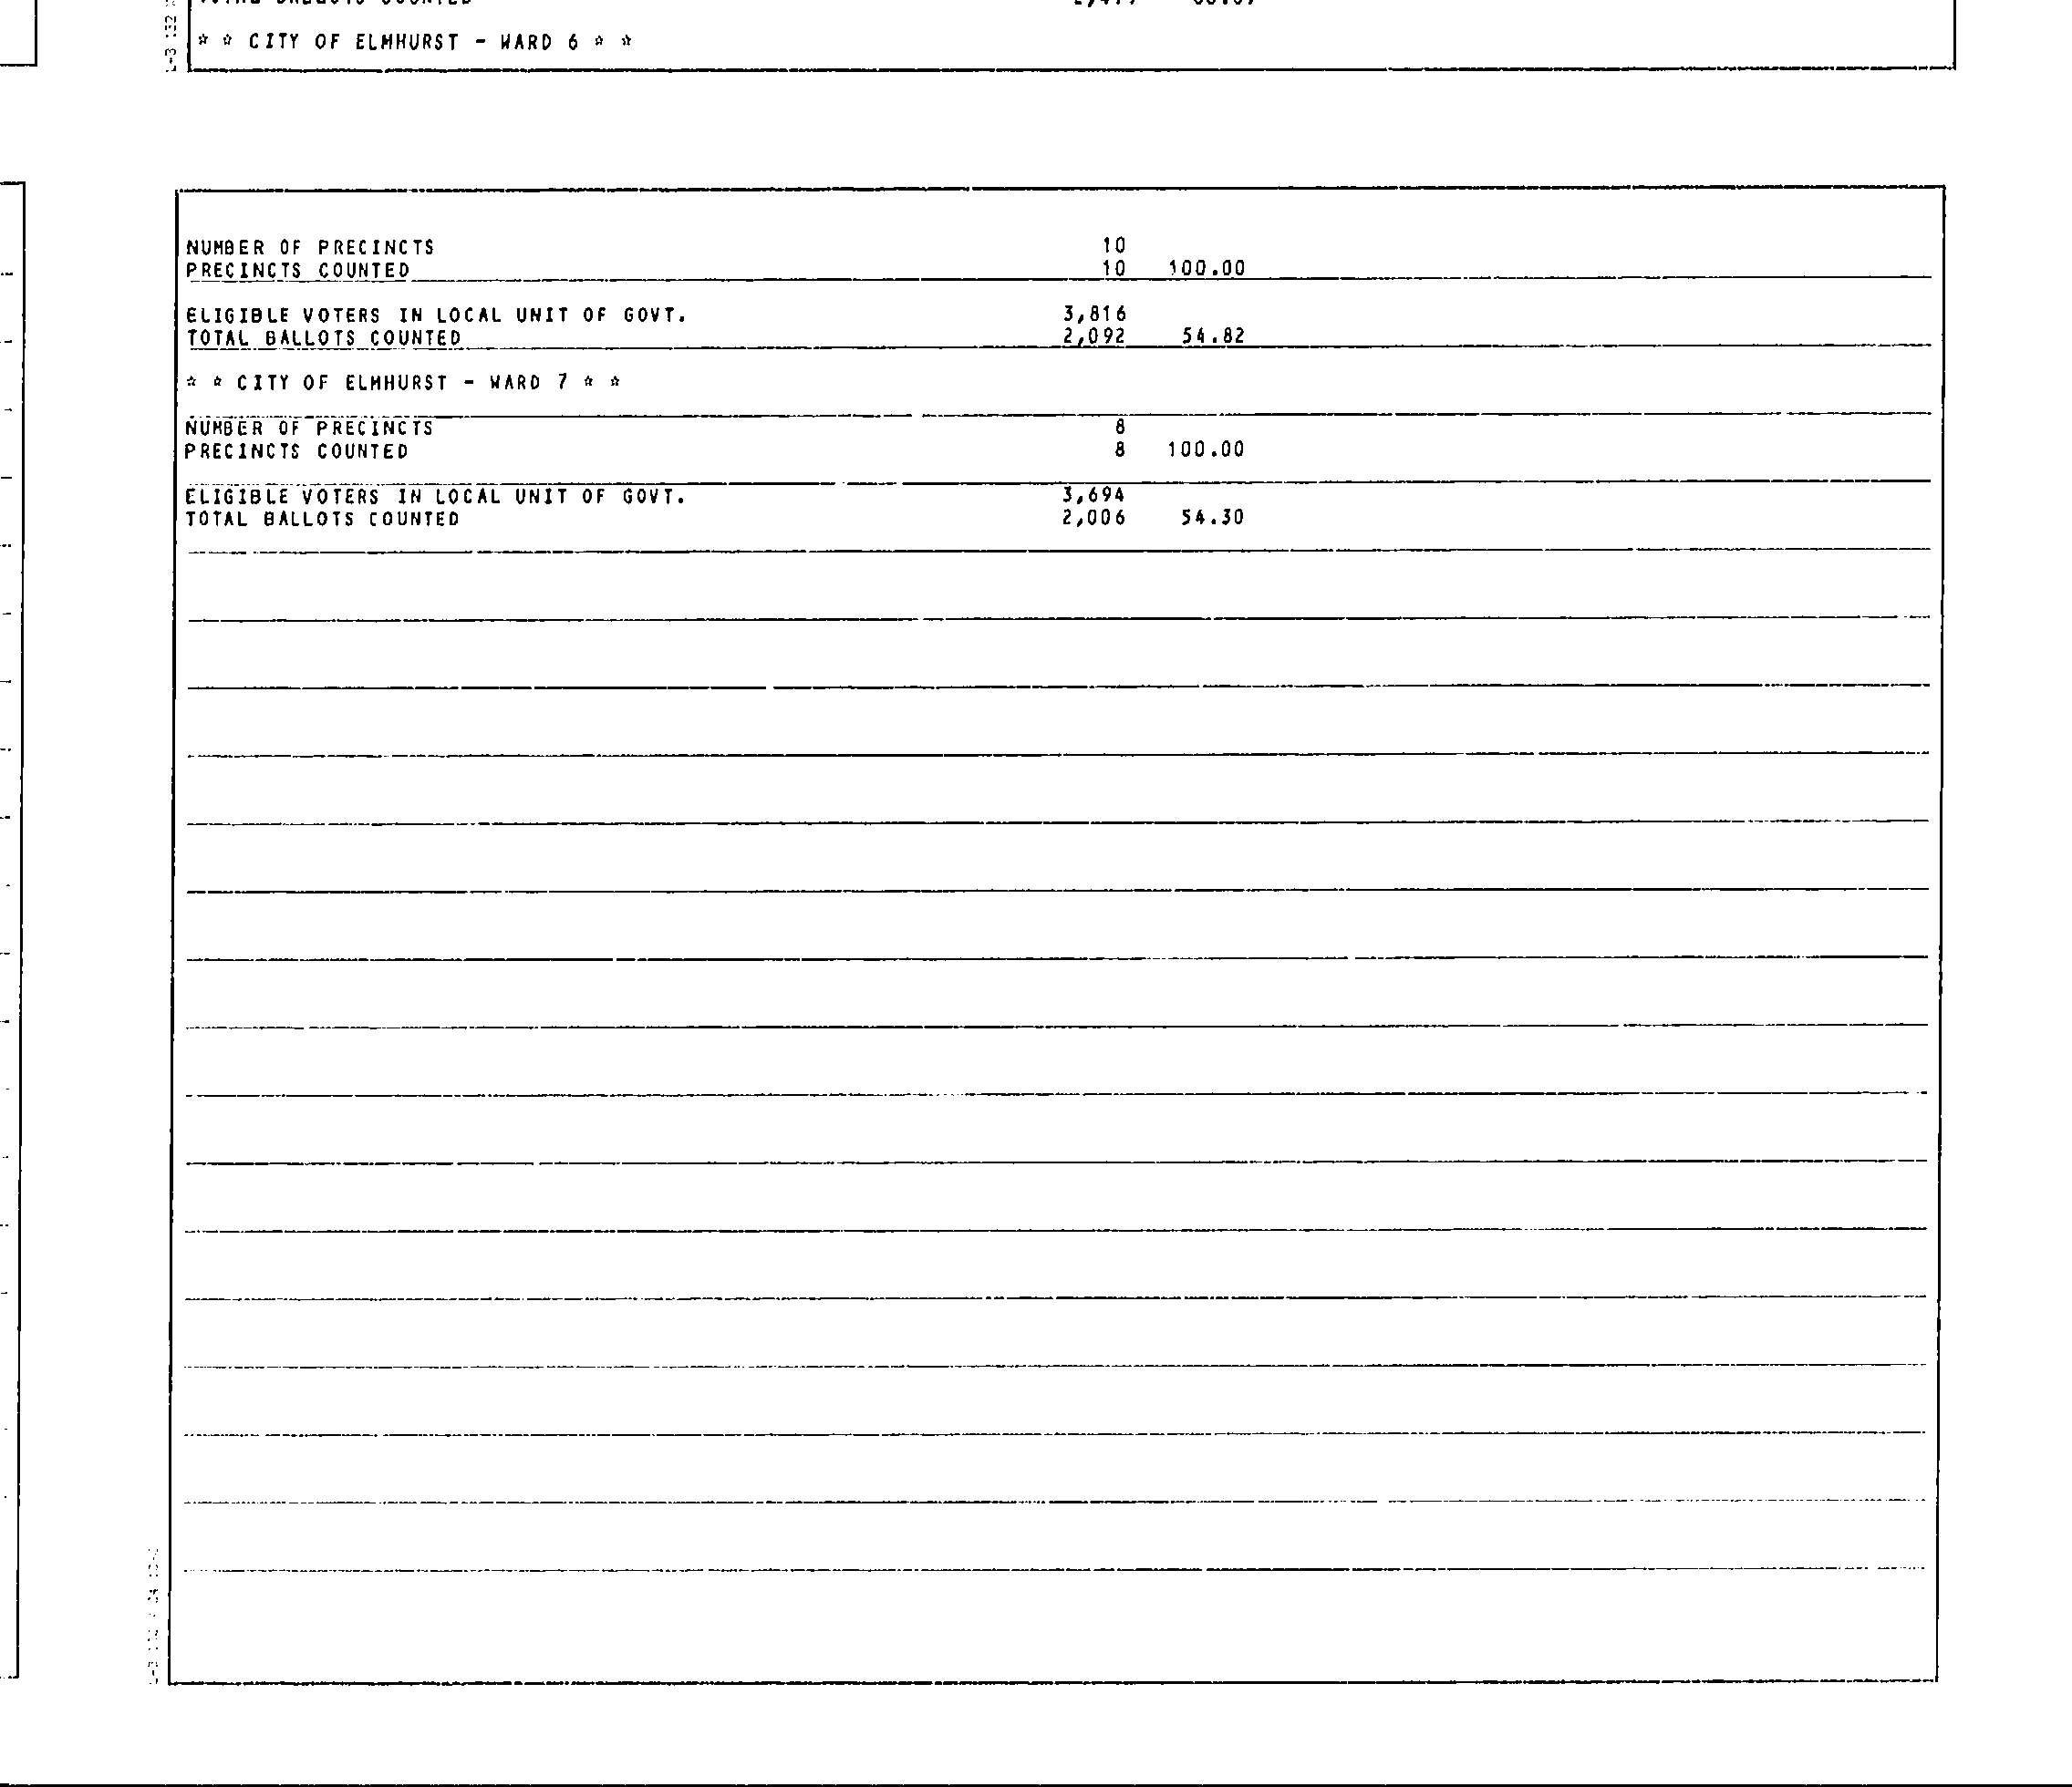 * * CITY OF ELMHURST - WARD 6 * *
NUMBER OF PRECINCTS 10
PRECINCTS COUNTED 10 100.00
ELIGIBLE VOTERS IN LOCAL UNIT OF GOVT. 3,816
TOTAL BALLOTS COUNTED 2,092 54.82
* * CITY OF ELMHURST - WARD 7 * *
NUMBER OF PRECINCTS 8
PRECINCTS COUNTED 8 100.00
ELIGIBLE VOTERS IN LOCAL UNIT OF GOVT. 3,694
TOTAL BALLOTS COUNTED 2,006 54.30